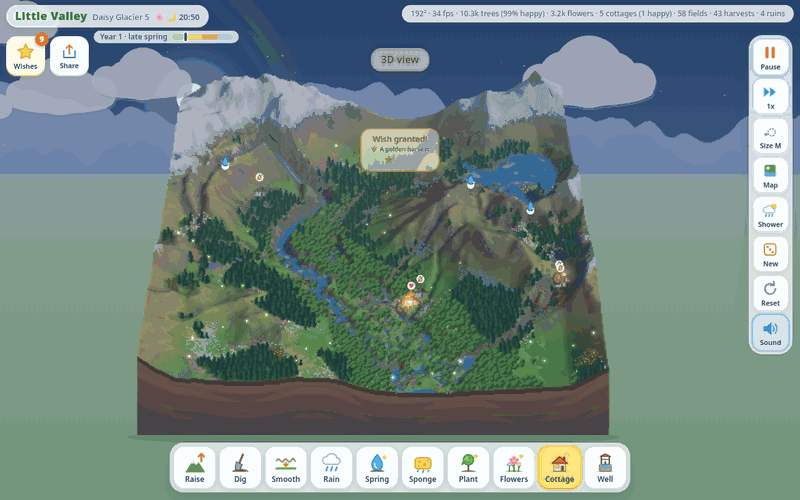 Little Valley Daisy Glacier 5 20:50
192² · 34 fps · 10.3k trees (99% happy) · 3.2k flowers · 5 cottages (1 happy) · 58 fields · 43 harvests · 4 ruins
Year 1 · late spring
9
Wishes
Share
3D view
Pause
1x
Size M
Map
Shower
New
Reset
Sound
Wish granted!
A golden harvest
Raise
Dig
Smooth
Rain
Spring
Sponge
Plant
Flowers
Cottage
Well